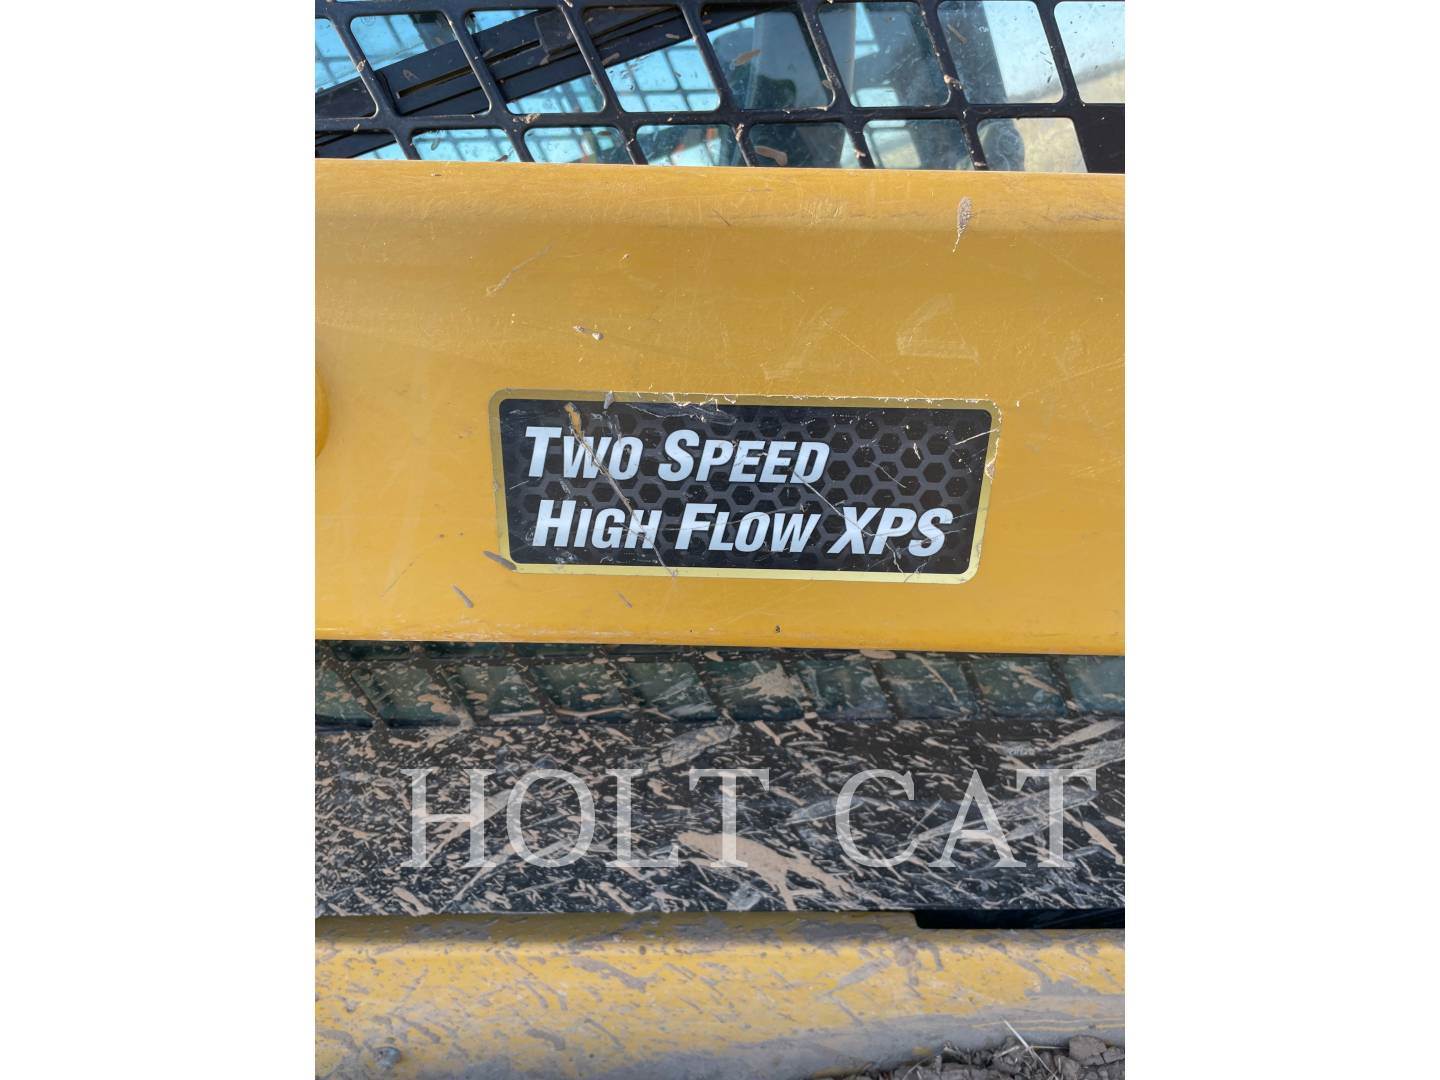 TWO SPEED
HIGH FLOW XPS
HOLT CAT